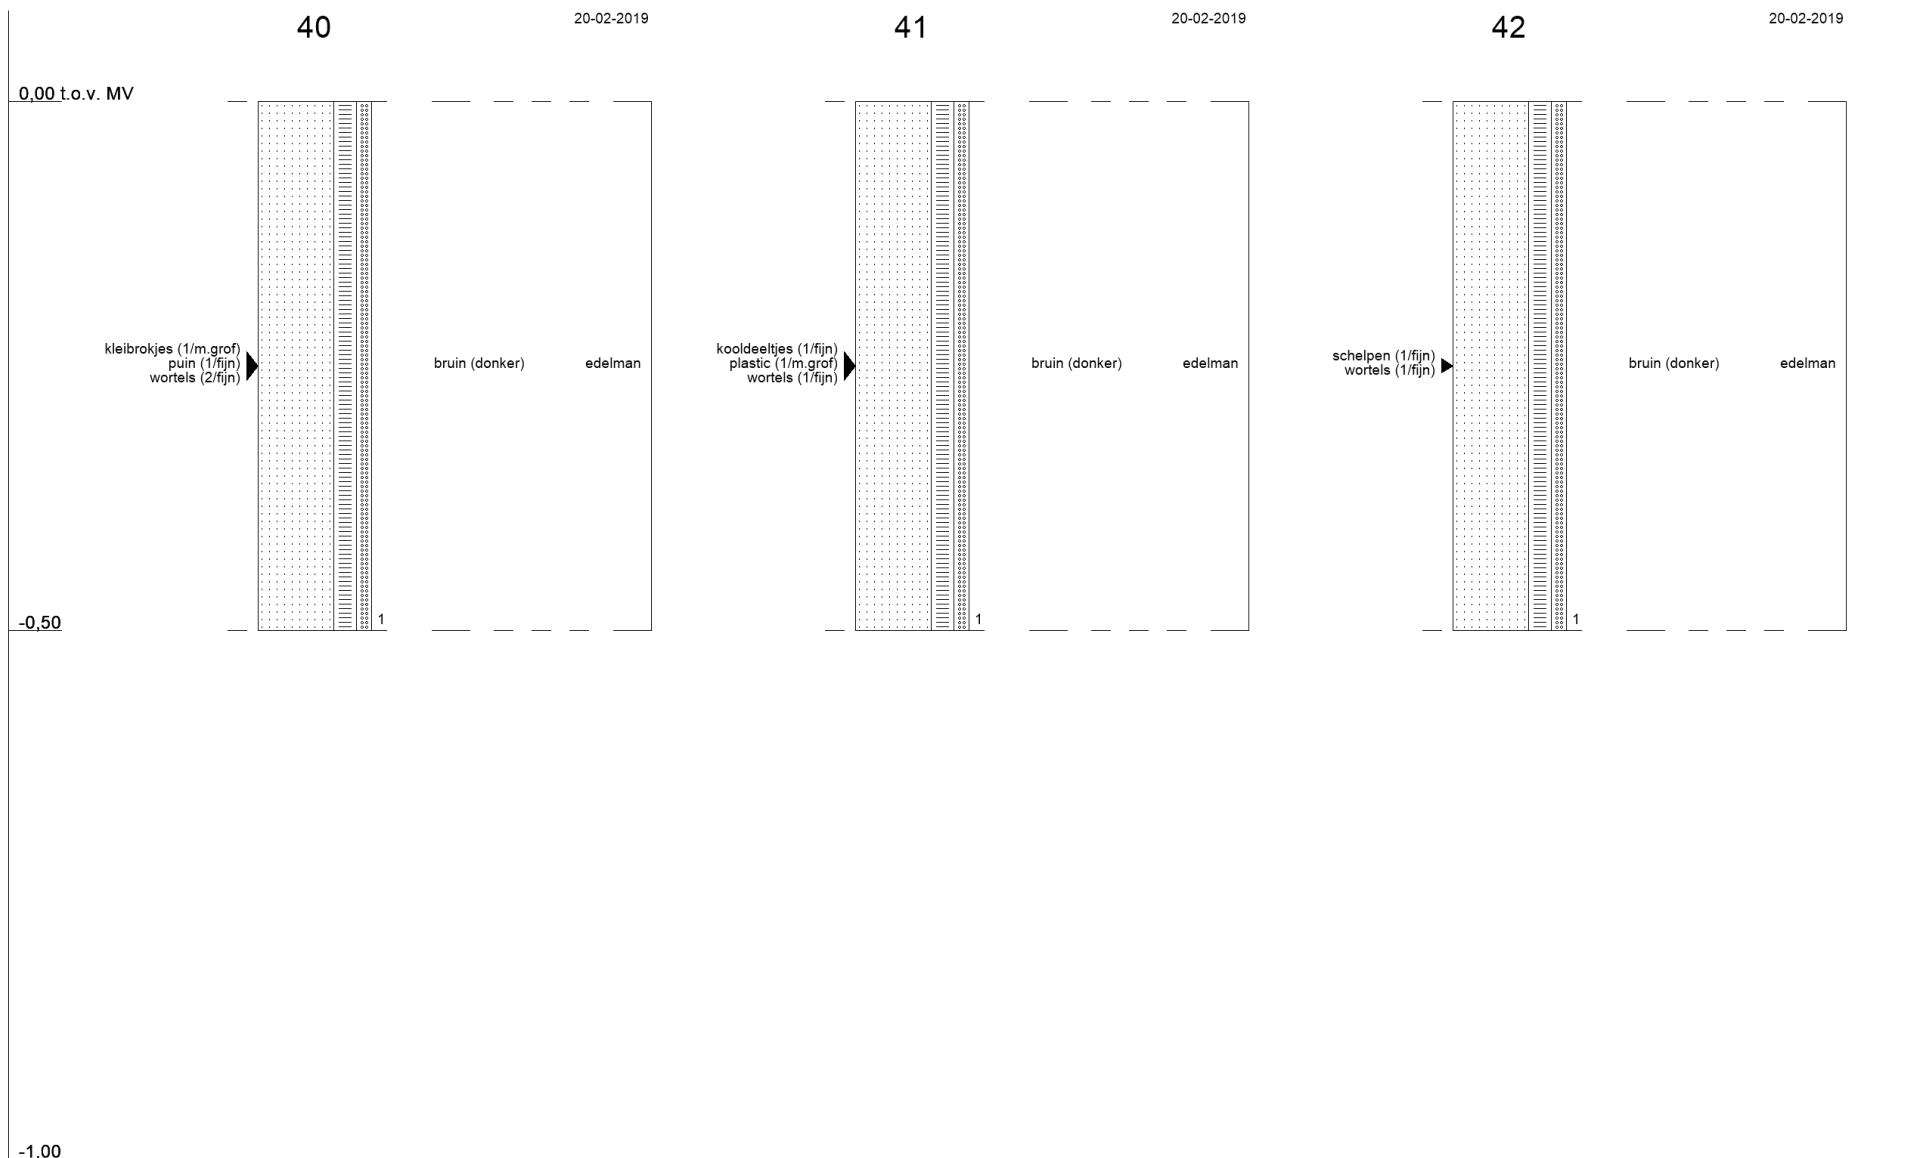 40
20-02-2019
41
20-02-2019
42
20-02-2019
0,00 t.o.v. MV
kleibrokjes (1/m.grof)
puin (1/fijn)
wortels (2/fijn)
bruin (donker)
edelman
1
kooldeeltjes (1/fijn)
plastic (1/m.grof)
wortels (1/fijn)
bruin (donker)
edelman
1
schelpen (1/fijn)
wortels (1/fijn)
bruin (donker)
edelman
1
-0,50
-1,00